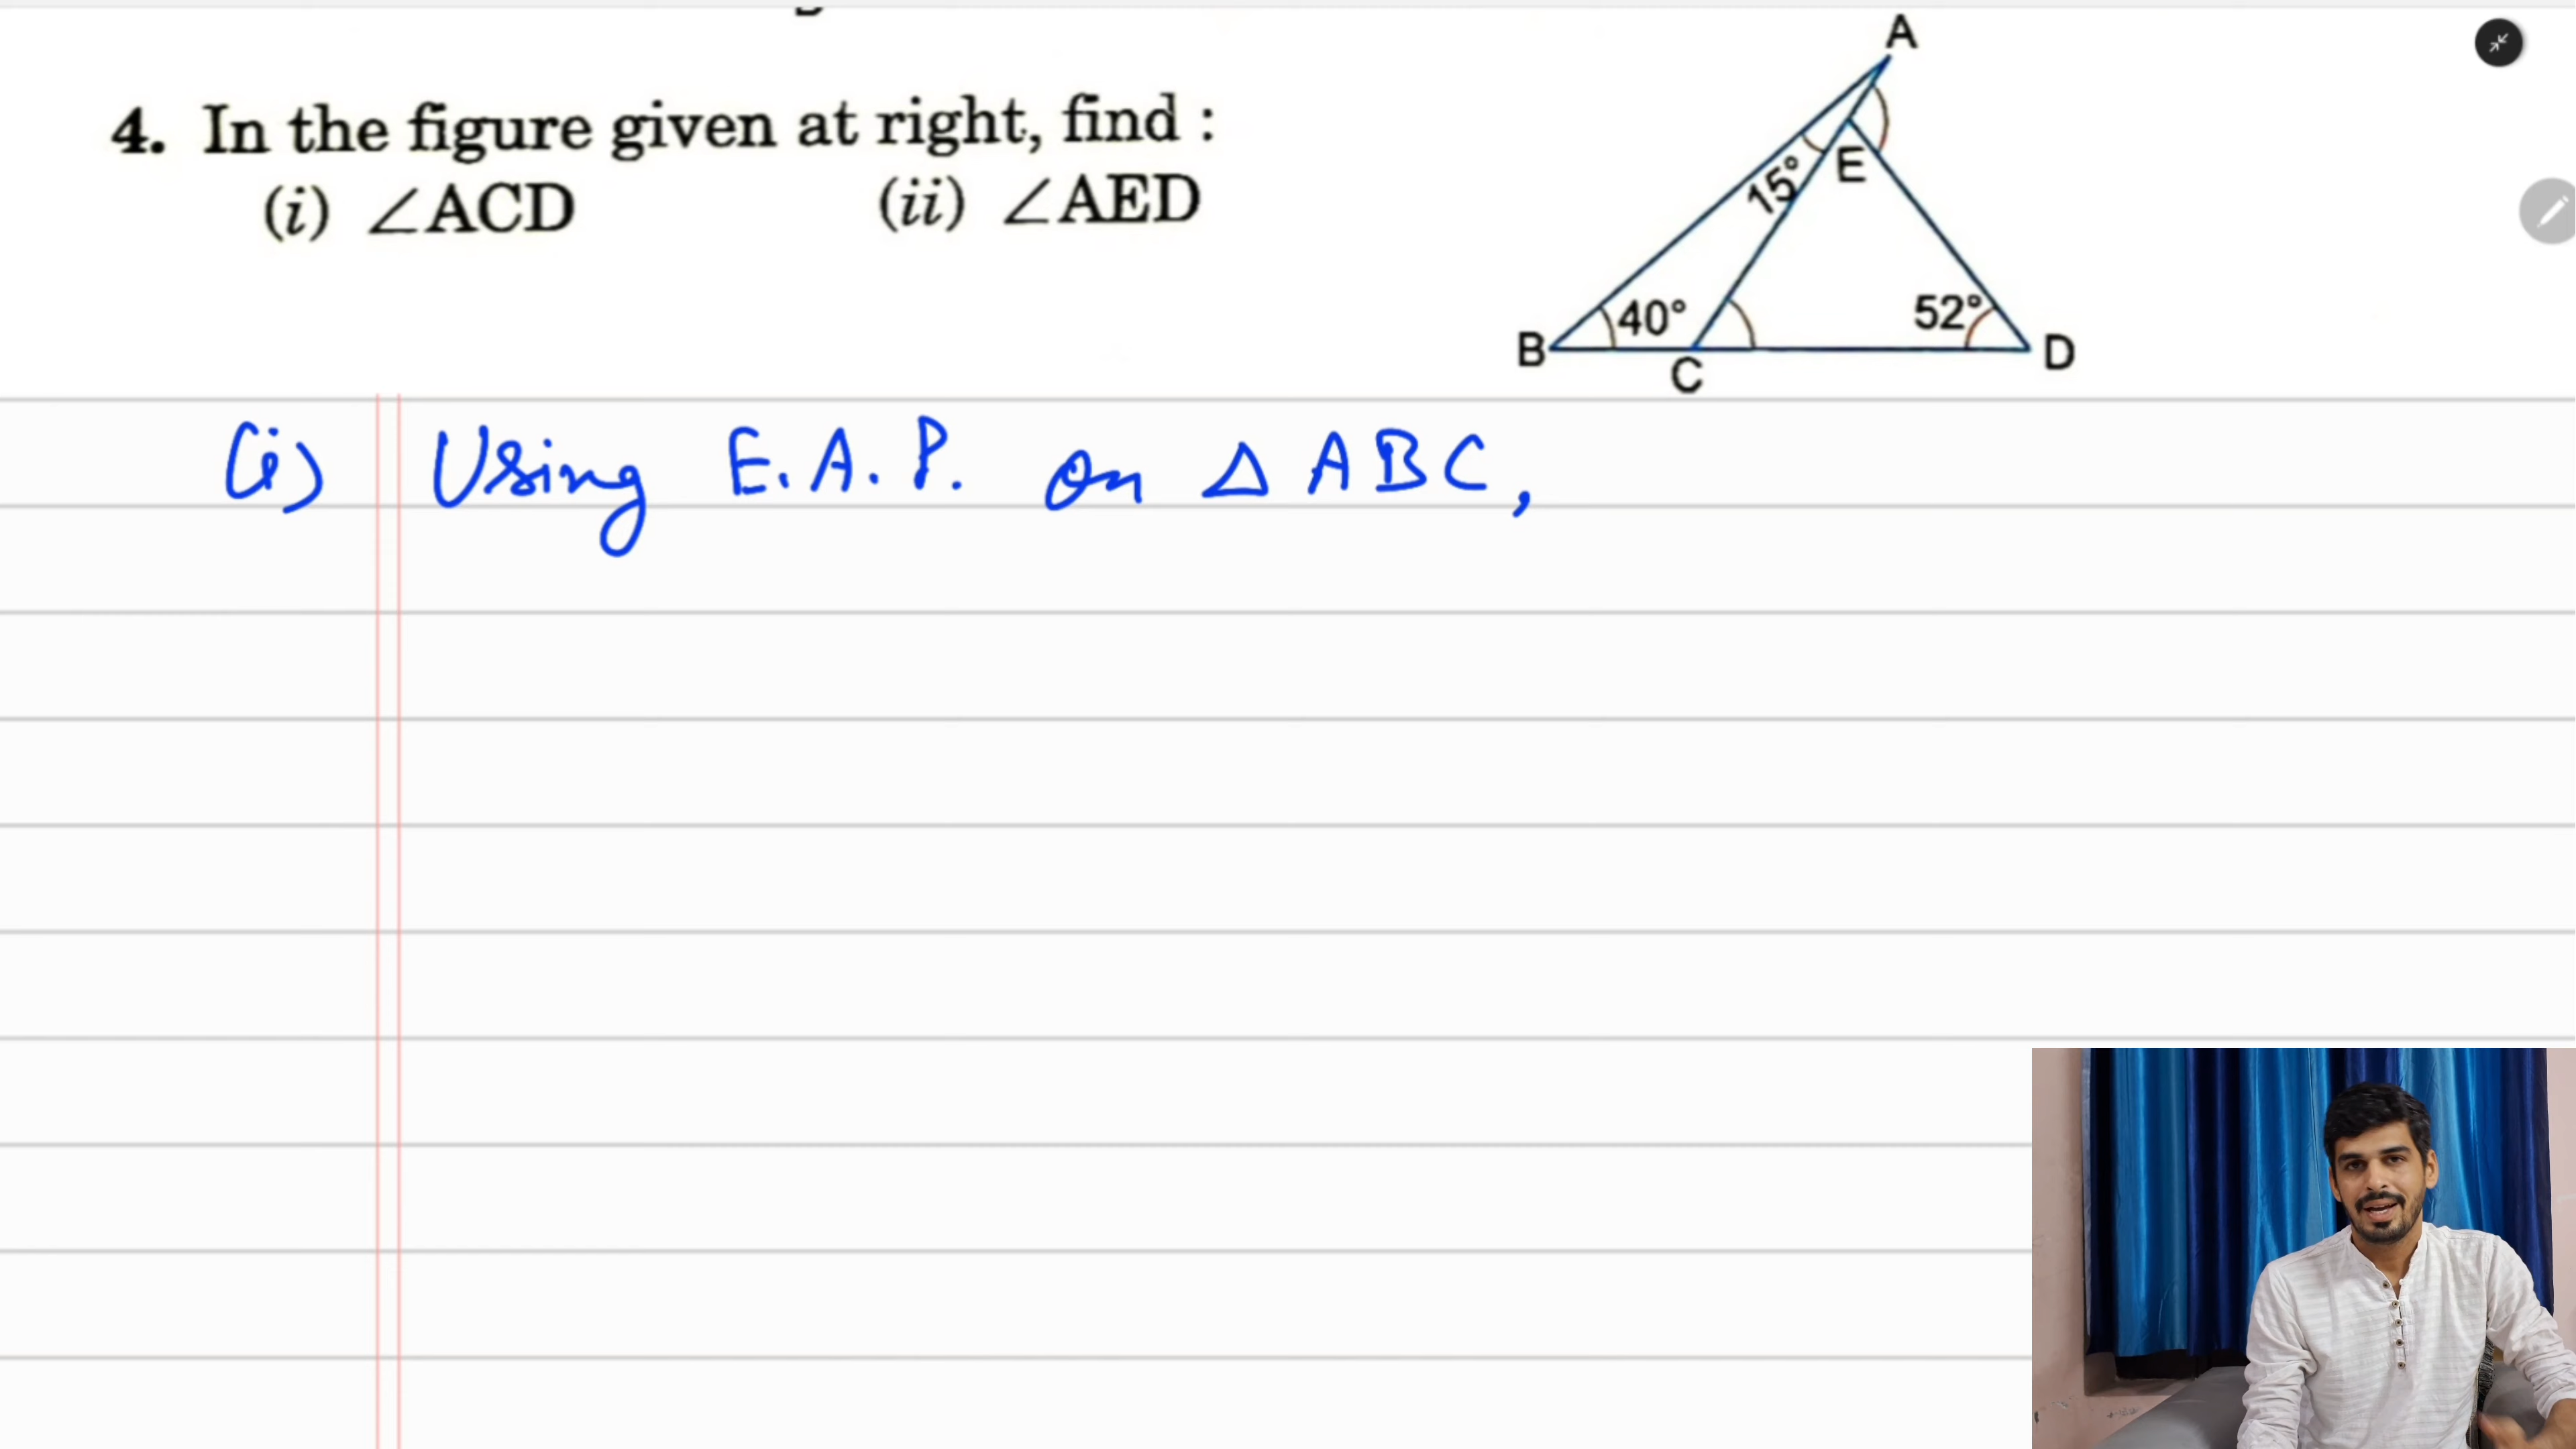 4. In the figure given at right, find :
(i) ∠ACD (ii) ∠AED
A
E
15°
40°
52°
B
C
D
(i) Using E.A.P. on Δ ABC,